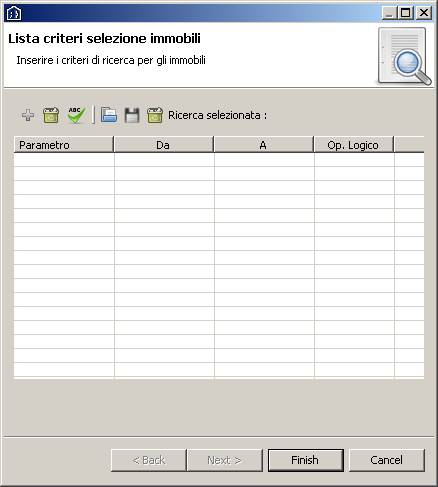 Lista criteri selezione immobili
Inserire i criteri di ricerca per gli immobili
ABC Ricerca selezionata :
Parametro Da A Op. Logico
< Back Next > Finish Cancel